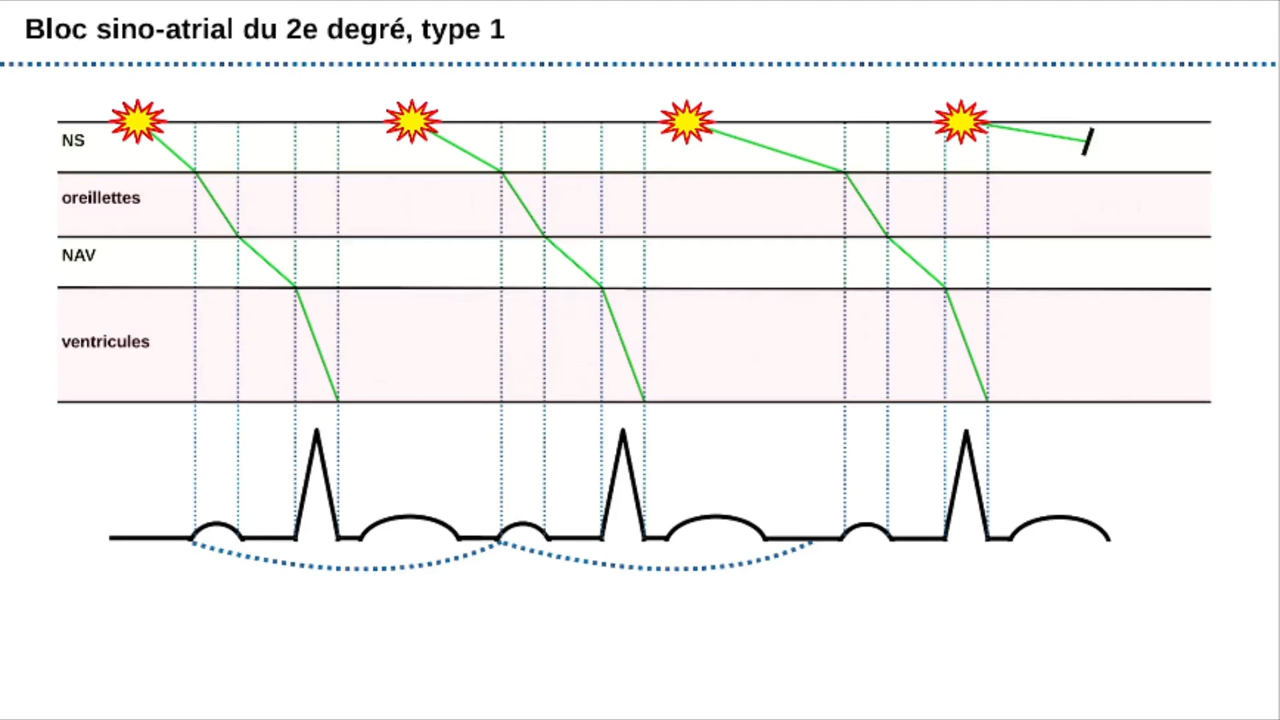 Bloc sino-atrial du 2e degré, type 1
NS
oreillettes
NAV
ventricules